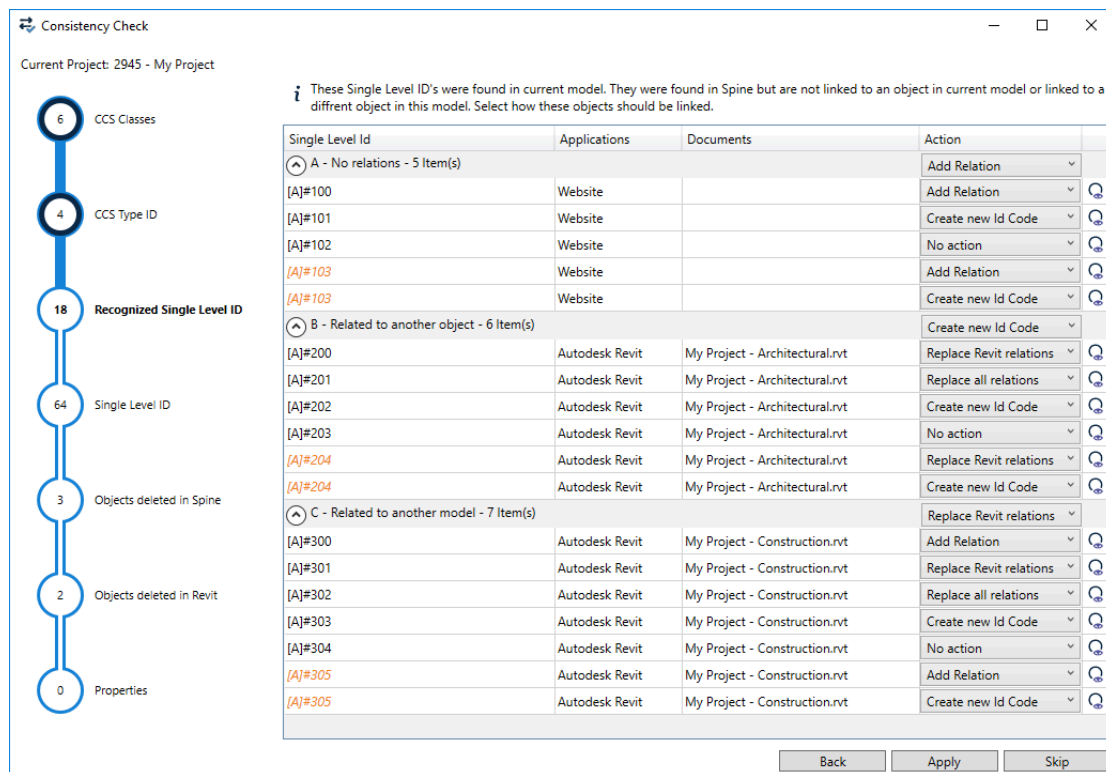 Consistency Check
Current Project: 2945 - My Project
6 CCS Classes
4 CCS Type ID
18 Recognized Single Level ID
64 Single Level ID
3 Objects deleted in Spine
2 Objects deleted in Revit
0 Properties
i These Single Level ID's were found in current model. They were found in Spine but are not linked to an object in current model or linked to a
diffrent object in this model. Select how these objects should be linked.
Single Level Id Applications Documents Action
A - No relations - 5 Item(s) Add Relation
[A]#100 Website Add Relation
[A]#101 Website Create new Id Code
[A]#102 Website No action
[A]#103 Website Add Relation
[A]#103 Website Create new Id Code
B - Related to another object - 6 Item(s) Create new Id Code
[A]#200 Autodesk Revit My Project - Architectural.rvt Replace Revit relations
[A]#201 Autodesk Revit My Project - Architectural.rvt Replace all relations
[A]#202 Autodesk Revit My Project - Architectural.rvt Create new Id Code
[A]#203 Autodesk Revit My Project - Architectural.rvt No action
[A]#204 Autodesk Revit My Project - Architectural.rvt Replace Revit relations
[A]#204 Autodesk Revit My Project - Architectural.rvt Create new Id Code
C - Related to another model - 7 Item(s) Replace Revit relations
[A]#300 Autodesk Revit My Project - Construction.rvt Add Relation
[A]#301 Autodesk Revit My Project - Construction.rvt Replace Revit relations
[A]#302 Autodesk Revit My Project - Construction.rvt Replace all relations
[A]#303 Autodesk Revit My Project - Construction.rvt Create new Id Code
[A]#304 Autodesk Revit My Project - Construction.rvt No action
[A]#305 Autodesk Revit My Project - Construction.rvt Add Relation
[A]#305 Autodesk Revit My Project - Construction.rvt Create new Id Code
Back Apply Skip